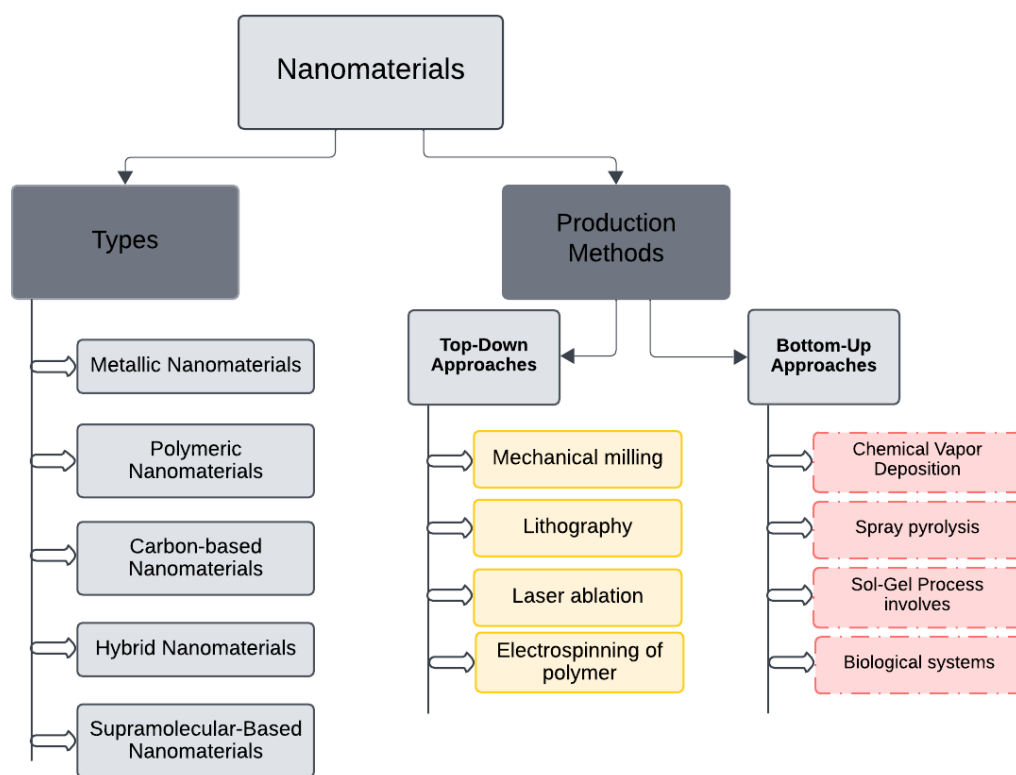 Nanomaterials
Types
Production
Methods
Metallic Nanomaterials
Polymeric
Nanomaterials
Carbon-based
Nanomaterials
Hybrid Nanomaterials
Supramolecular-Based
Nanomaterials
Top-Down
Approaches
Mechanical milling
Lithography
Laser ablation
Electrospinning of
polymer
Bottom-Up
Approaches
Chemical Vapor
Deposition
Spray pyrolysis
Sol-Gel Process
involves
Biological systems